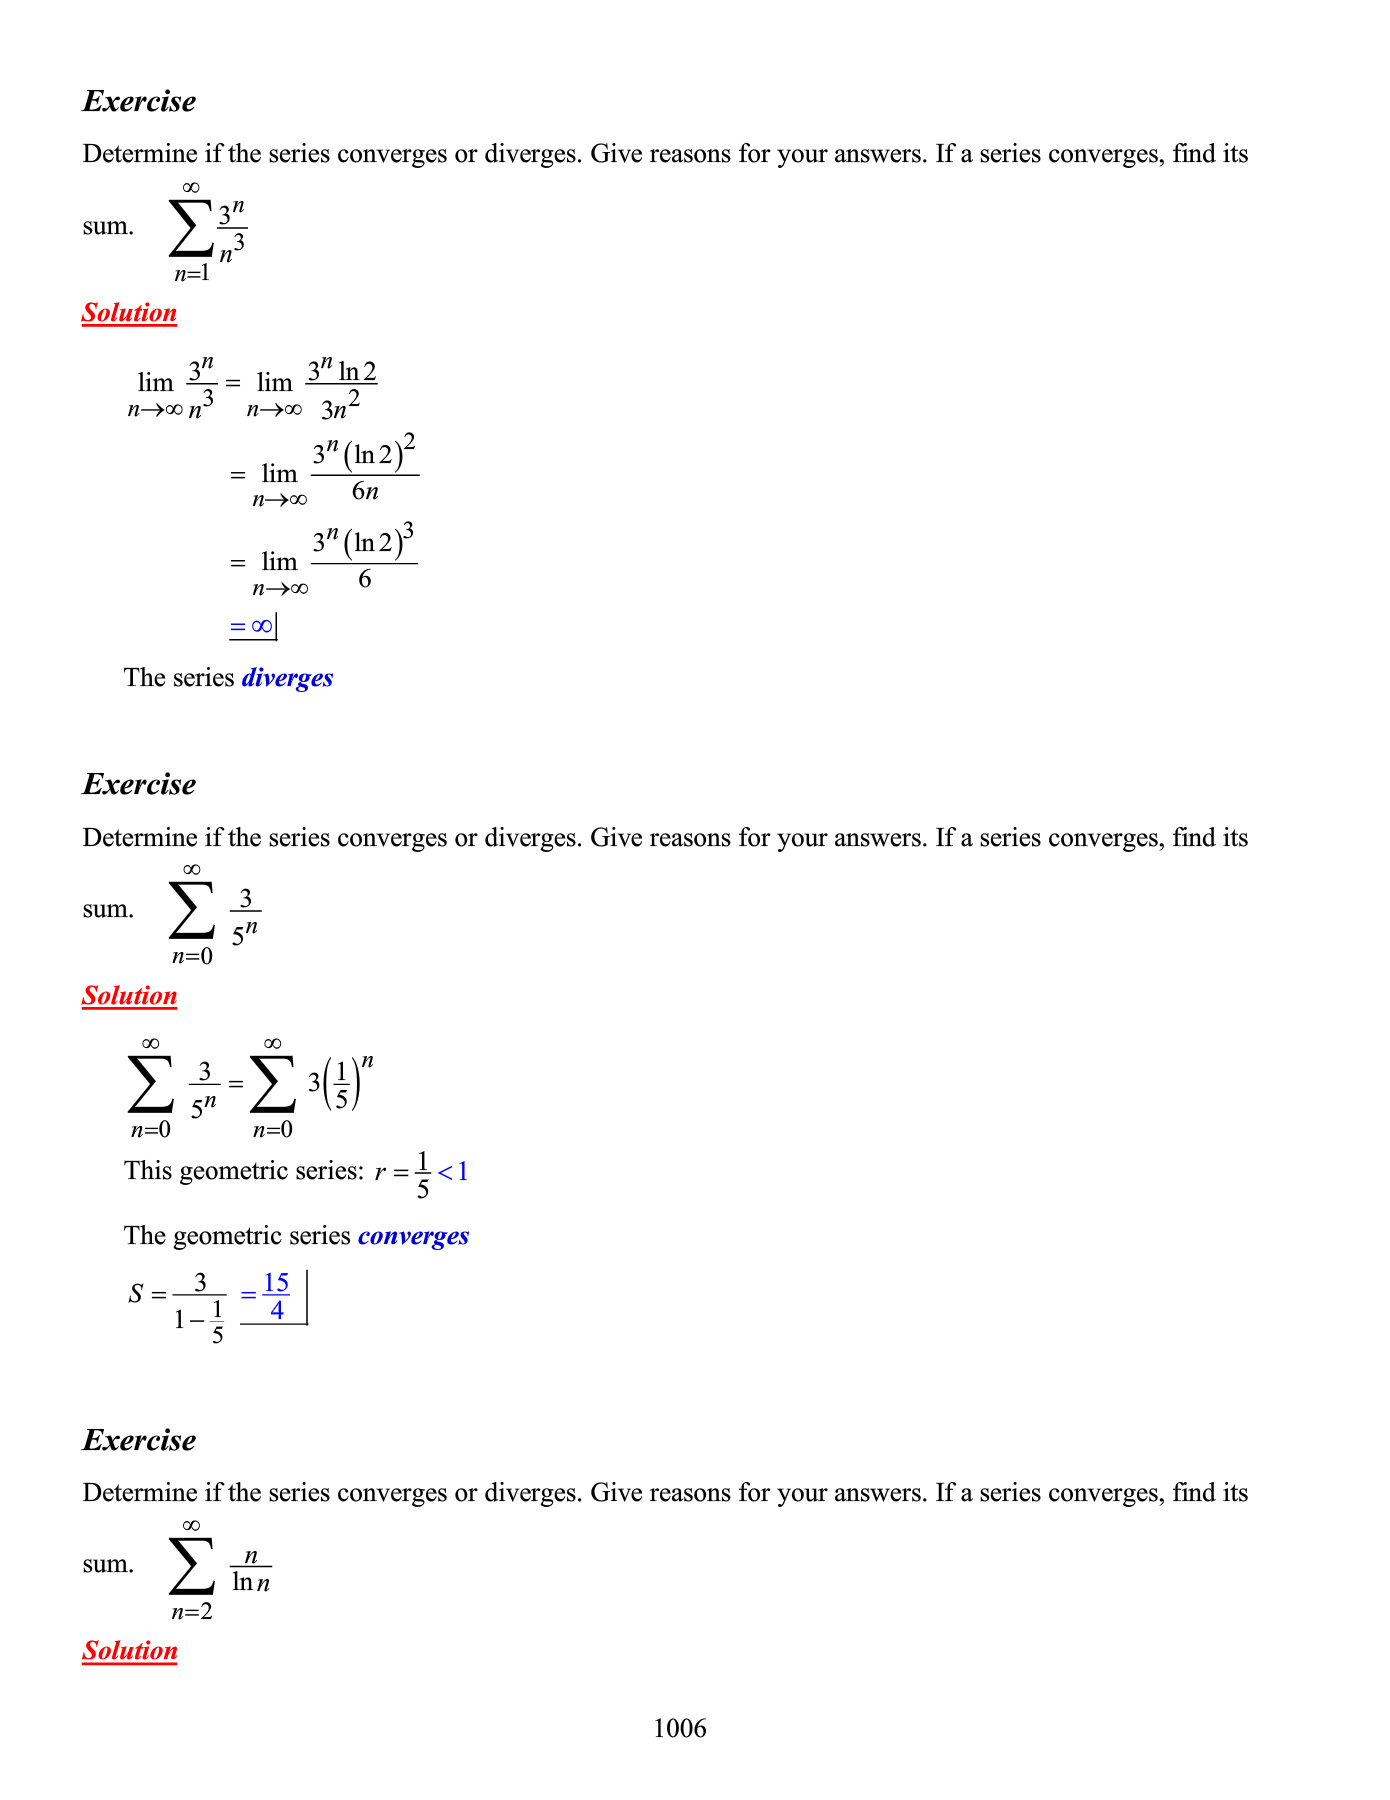 Exercise
Determine if the series converges or diverges. Give reasons for your answers. If a series converges, find its
sum. $\sum_{n=1}^{\infty} \frac{3^n}{n^3}$
Solution
$\lim_{n\to\infty} \frac{3^n}{n^3} = \lim_{n\to\infty} \frac{3^n \ln 2}{3n^2}$
$= \lim_{n\to\infty} \frac{3^n (\ln 2)^2}{6n}$
$= \lim_{n\to\infty} \frac{3^n (\ln 2)^3}{6}$
$= \infty$
The series diverges
Exercise
Determine if the series converges or diverges. Give reasons for your answers. If a series converges, find its
sum. $\sum_{n=0}^{\infty} \frac{3}{5^n}$
Solution
$\sum_{n=0}^{\infty} \frac{3}{5^n} = \sum_{n=0}^{\infty} 3\left(\frac{1}{5}\right)^n$
This geometric series: $r = \frac{1}{5} < 1$
The geometric series converges
$S = \frac{3}{1-\frac{1}{5}} = \frac{15}{4}$
Exercise
Determine if the series converges or diverges. Give reasons for your answers. If a series converges, find its
sum. $\sum_{n=2}^{\infty} \frac{n}{\ln n}$
Solution
1006